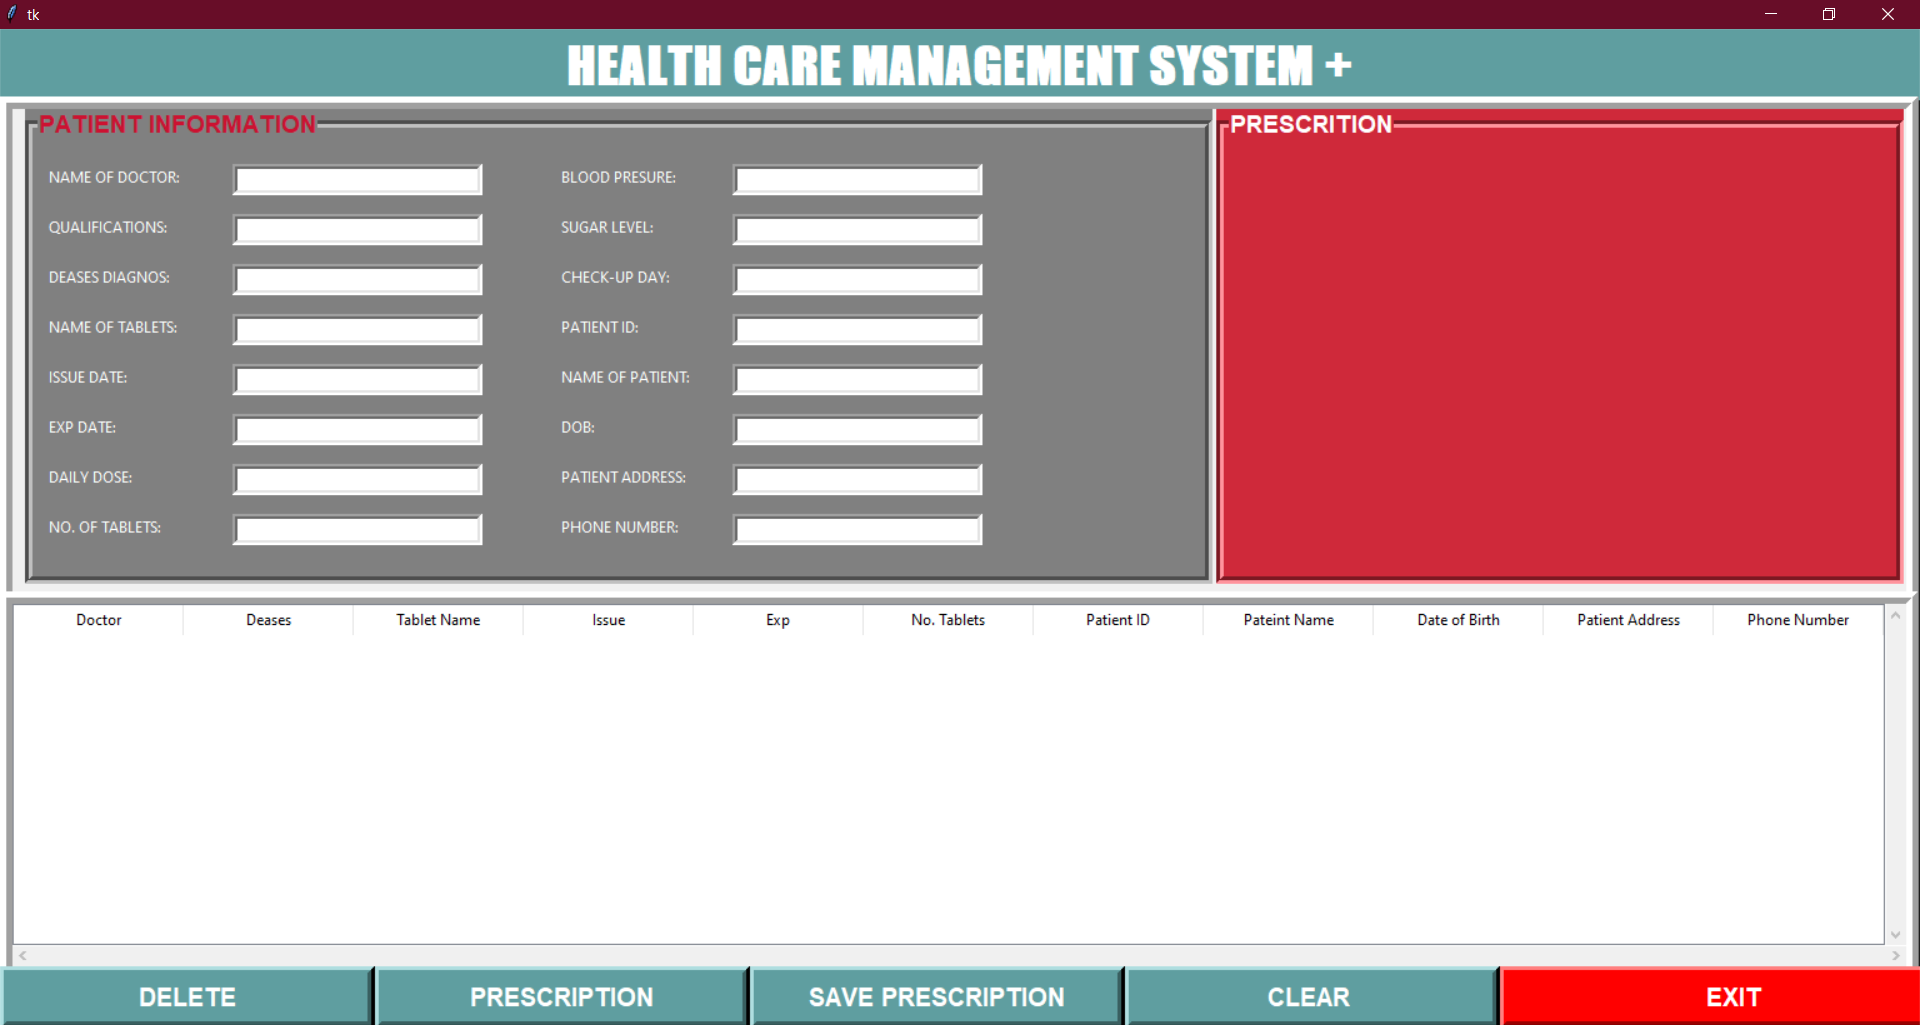 tk
HEALTH CARE MANAGEMENT SYSTEM +
PATIENT INFORMATION
NAME OF DOCTOR:
QUALIFICATIONS:
DEASES DIAGNOS:
NAME OF TABLETS:
ISSUE DATE:
EXP DATE:
DAILY DOSE:
NO. OF TABLETS:
BLOOD PRESURE:
SUGAR LEVEL:
CHECK-UP DAY:
PATIENT ID:
NAME OF PATIENT:
DOB:
PATIENT ADDRESS:
PHONE NUMBER:
PRESCRITION
Doctor Deases Tablet Name Issue Exp No. Tablets Patient ID Pateint Name Date of Birth Patient Address Phone Number
DELETE PRESCRIPTION SAVE PRESCRIPTION CLEAR EXIT